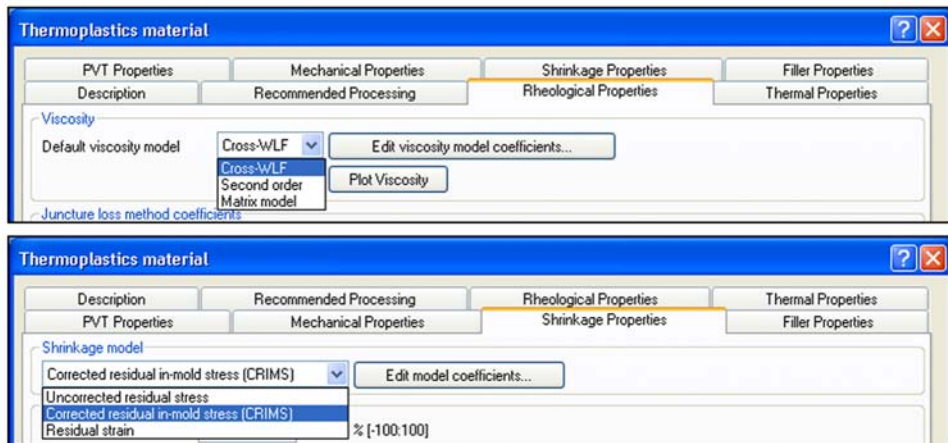 Thermoplastics material
PVT Properties Mechanical Properties Shrinkage Properties Filler Properties
Description Recommended Processing Rheological Properties Thermal Properties
Viscosity
Default viscosity model Cross-WLF Edit viscosity model coefficients...
Cross-WLF
Second order Plot Viscosity
Matrix model
Juncture loss method coefficients
Thermoplastics material
Description Recommended Processing Rheological Properties Thermal Properties
PVT Properties Mechanical Properties Shrinkage Properties Filler Properties
Shrinkage model
Corrected residual in-mold stress (CRIMS) Edit model coefficients...
Uncorrected residual stress
Corrected residual in-mold stress (CRIMS)
Residual strain % [-100:100]